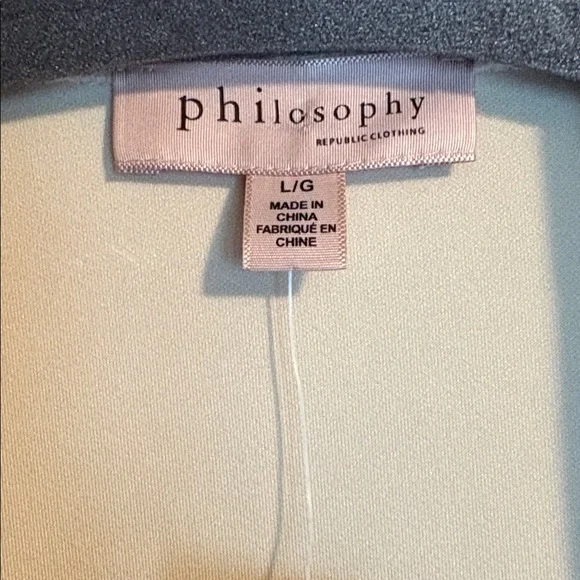 philosophy
REPUBLIC CLOTHING
L/G
MADE IN
CHINA
FABRIQUÉ EN
CHINE